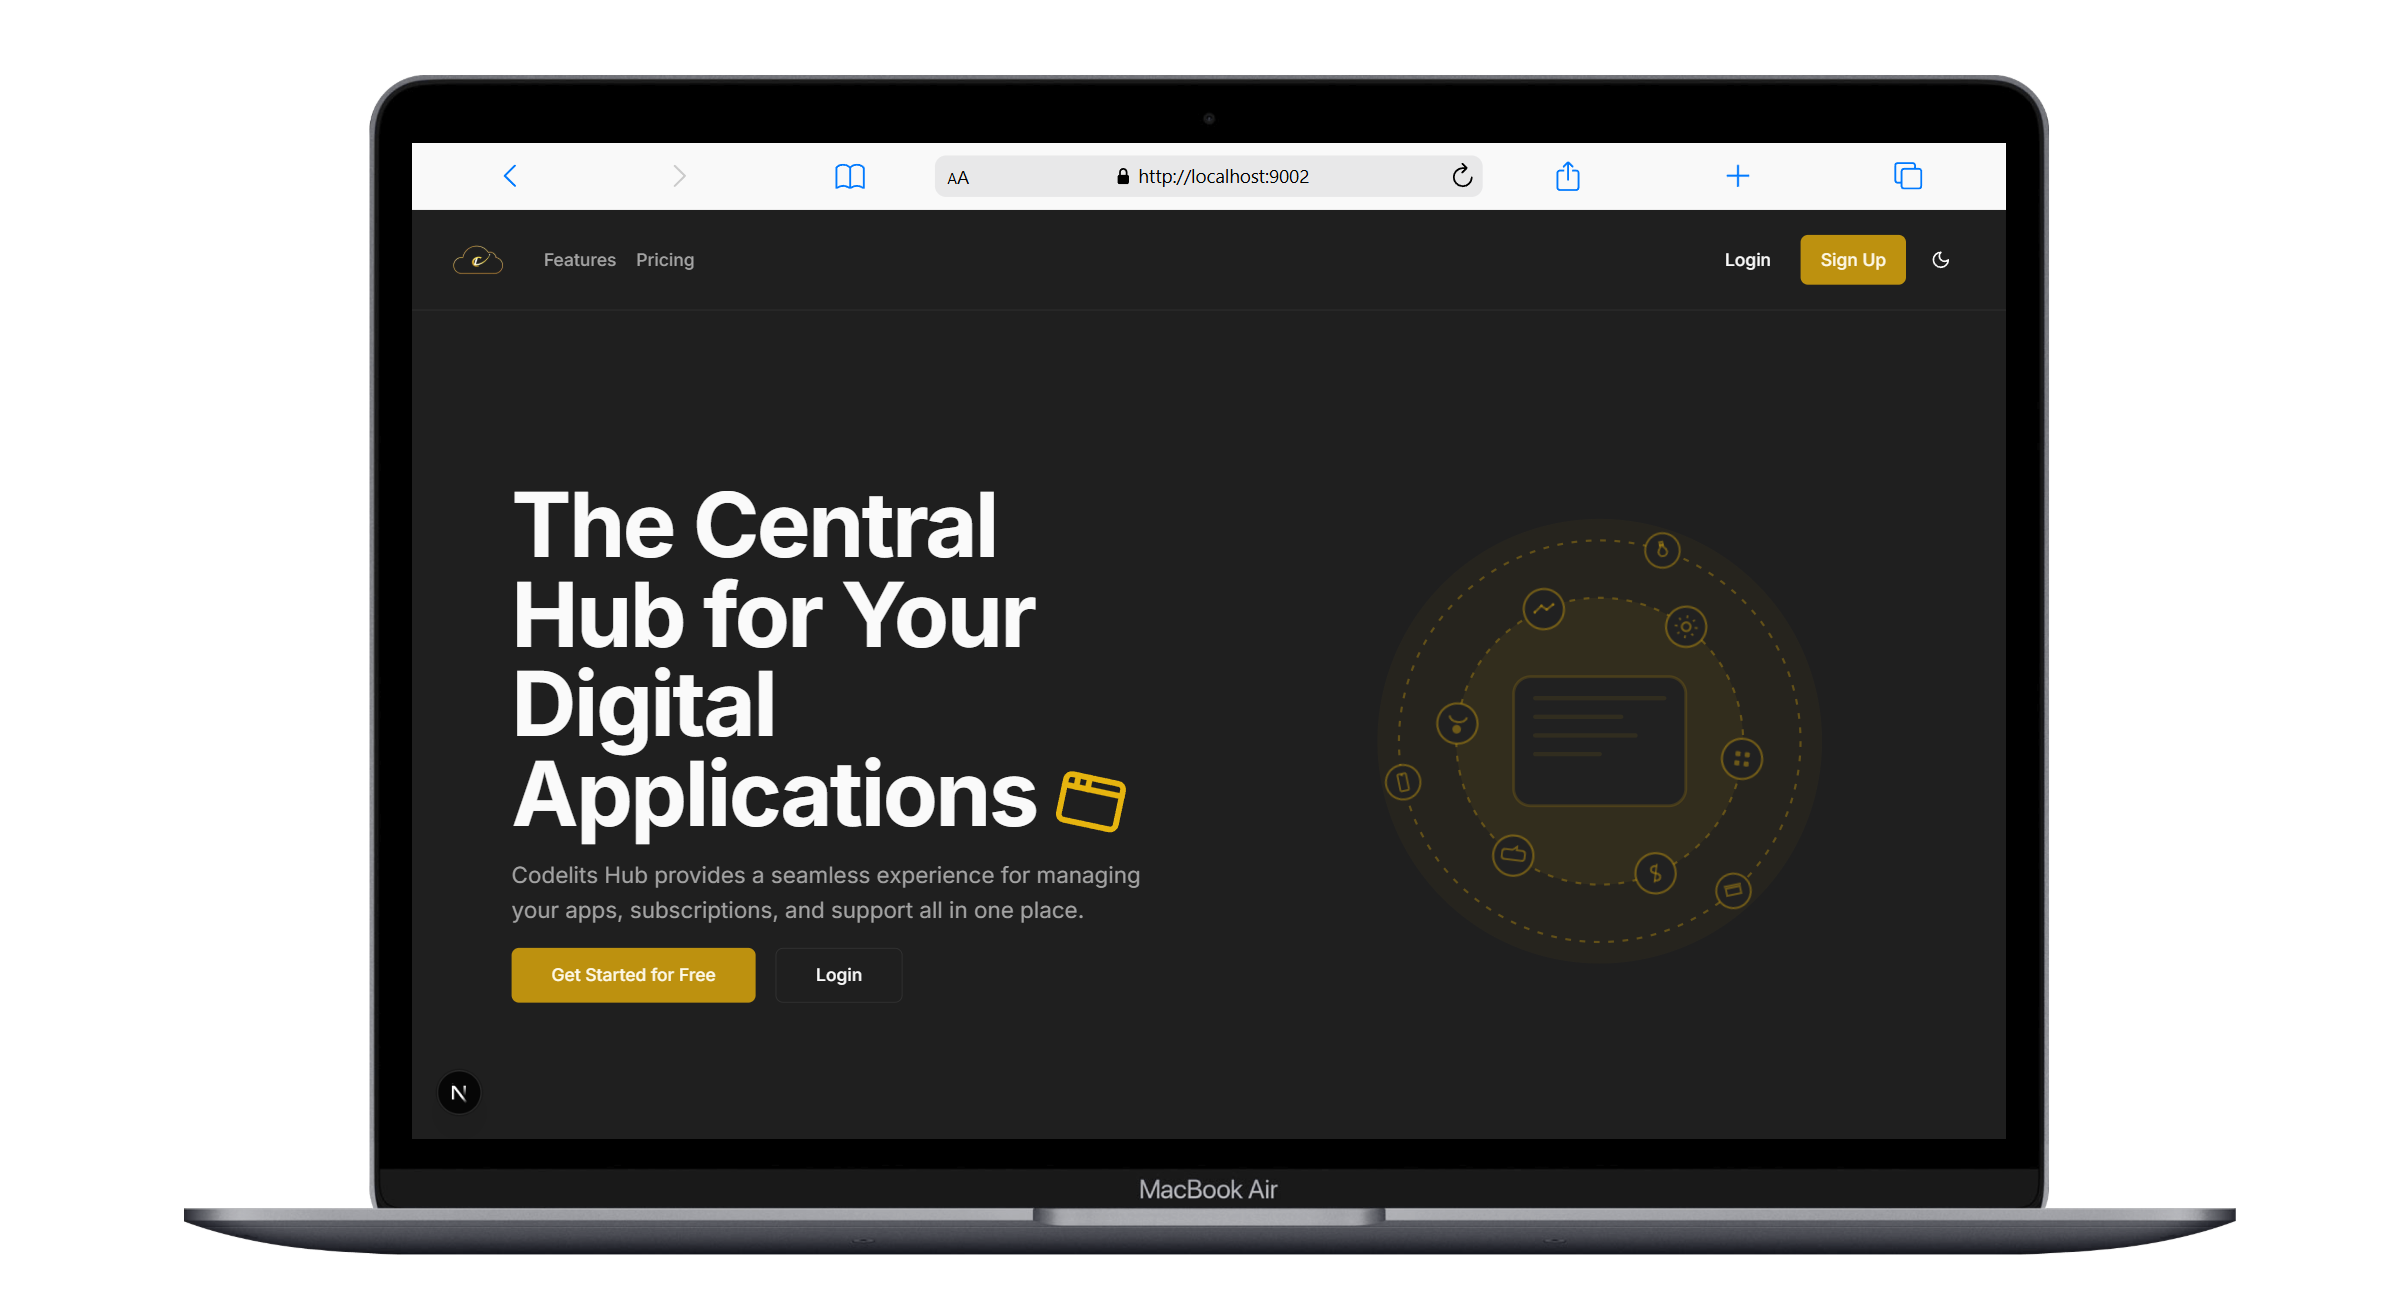 AA http://localhost:9002
Features Pricing Login Sign Up
The Central
Hub for Your
Digital
Applications
Codelits Hub provides a seamless experience for managing
your apps, subscriptions, and support all in one place.
Get Started for Free Login
N
MacBook Air